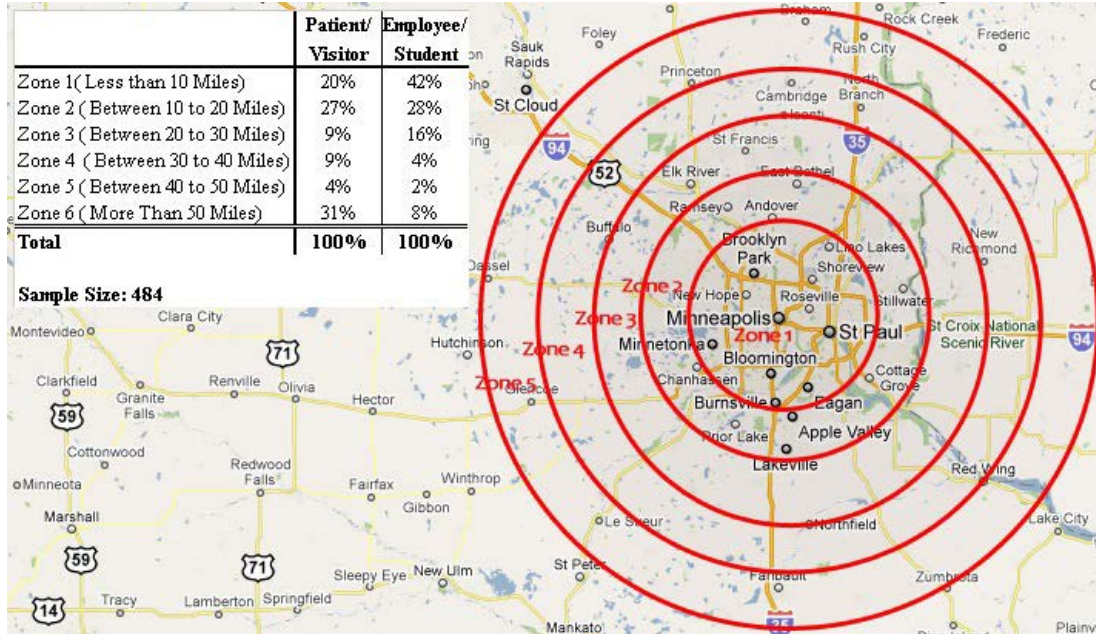 Patient/ Employee/
Visitor Student
Zone 1( Less than 10 Miles) 20% 42%
Zone 2 ( Between 10 to 20 Miles) 27% 28%
Zone 3 ( Between 20 to 30 Miles) 9% 16%
Zone 4 ( Between 30 to 40 Miles) 9% 4%
Zone 5 ( Between 40 to 50 Miles) 4% 2%
Zone 6 ( More Than 50 Miles) 31% 8%
Total 100% 100%
Sample Size: 484
Braham
Rock Creek
Foley
Frederic
Sauk
Rapids
Rush City
Princeton
North
Branch
Cambridge
Isanti
St Cloud
St Francis
35
94
52
Elk River
East Bethel
Ramsey
Andover
Buffalo
New
Richmond
Brooklyn
Park
Lino Lakes
Dassel
Shoreview
Zone 2
New Hope
Roseville
Stillwater
Clara City
Zone 3
Minneapolis
St Paul
St Croix National
Scenic River
94
Montevideo
Zone 1
Hutchinson
Minnetonka
71
Zone 4
Bloomington
Clarkfield
Renville
Olivia
Zone 5
Chanhassen
Cottage
Grove
Granite
Falls
Hector
Glencoe
Burnsville
Eagan
59
Prior Lake
Apple Valley
Cottonwood
Lakeville
Redwood
Falls
Winthrop
Red Wing
Minneota
Fairfax
Gibbon
Marshall
Le Sueur
Northfield
Lake City
59
71
St Peter
Sleepy Eye
New Ulm
Faribault
Zumbrota
14
Tracy
Lamberton
Springfield
Mankato
35